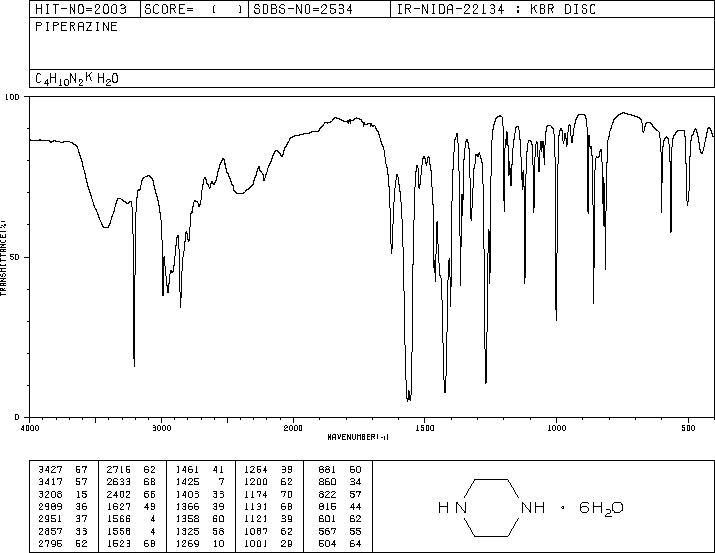 HIT-NO=2003 SCORE= ( ) SDBS-NO=2534 IR-NIDA-22134 : KBR DISC
PIPERAZINE
C4H10N2·6H2O
100
50
0
TRANSMITTANCE(%)
4000 3000 2000 1500 1000 500
WAVENUMBER(-1)
3427 57 2715 62 1461 41 1264 39 881 60
3417 57 2633 68 1425 7 1200 62 860 34
3208 15 2402 66 1403 33 1174 70 822 57
2989 36 1627 49 1366 39 1131 68 815 44
2951 37 1566 4 1358 60 1121 39 601 62
2857 33 1558 4 1325 58 1087 62 567 55
2795 52 1523 68 1269 10 1001 29 504 64
HN NH · 6H2O